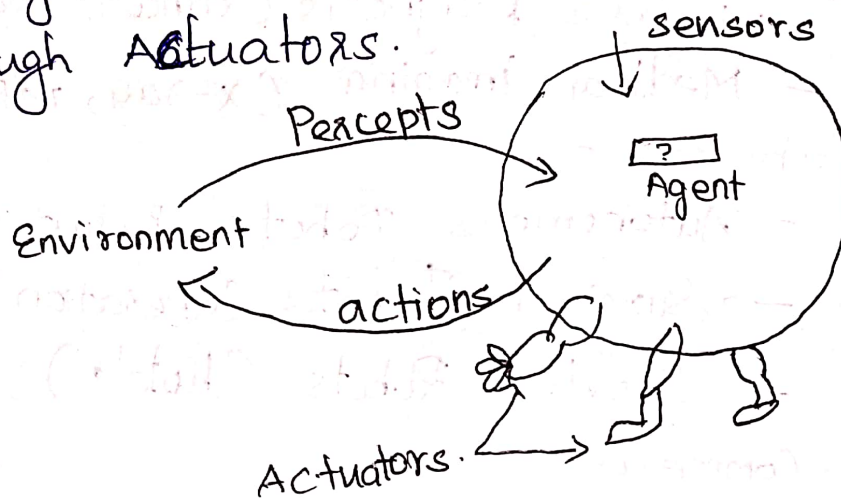 ugh Actuators.
sensors
Percepts
?
Agent
Environment
actions
Actuators.